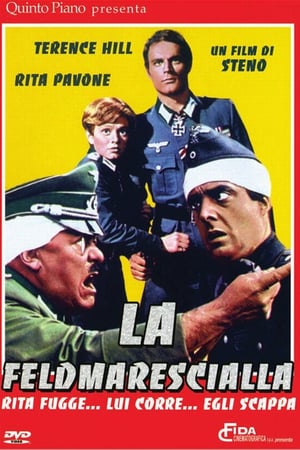 Quinto Piano presenta
TERENCE HILL
RITA PAVONE
UN FILM DI
STENO
LA
FELDMARESCIALLA
RITA FUGGE... LUI CORRE... EGLI SCAPPA
DVD
VIDEO
FIDA
CINEMATOGRAFICA S.p.A. presenta